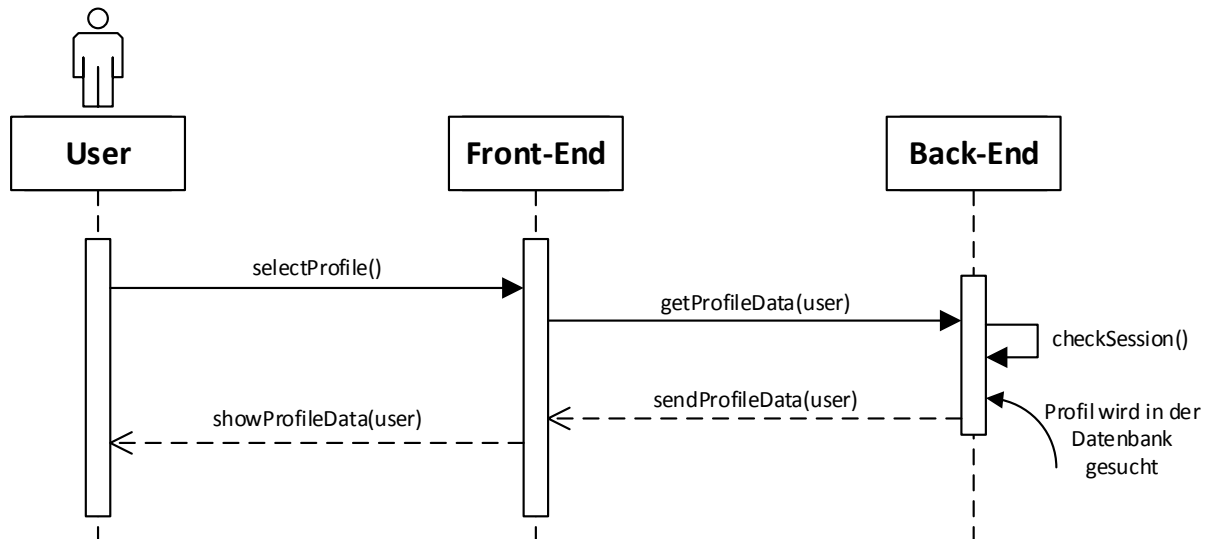 User
Front-End
Back-End
selectProfile()
getProfileData(user)
checkSession()
sendProfileData(user)
showProfileData(user)
Profil wird in der
Datenbank
gesucht